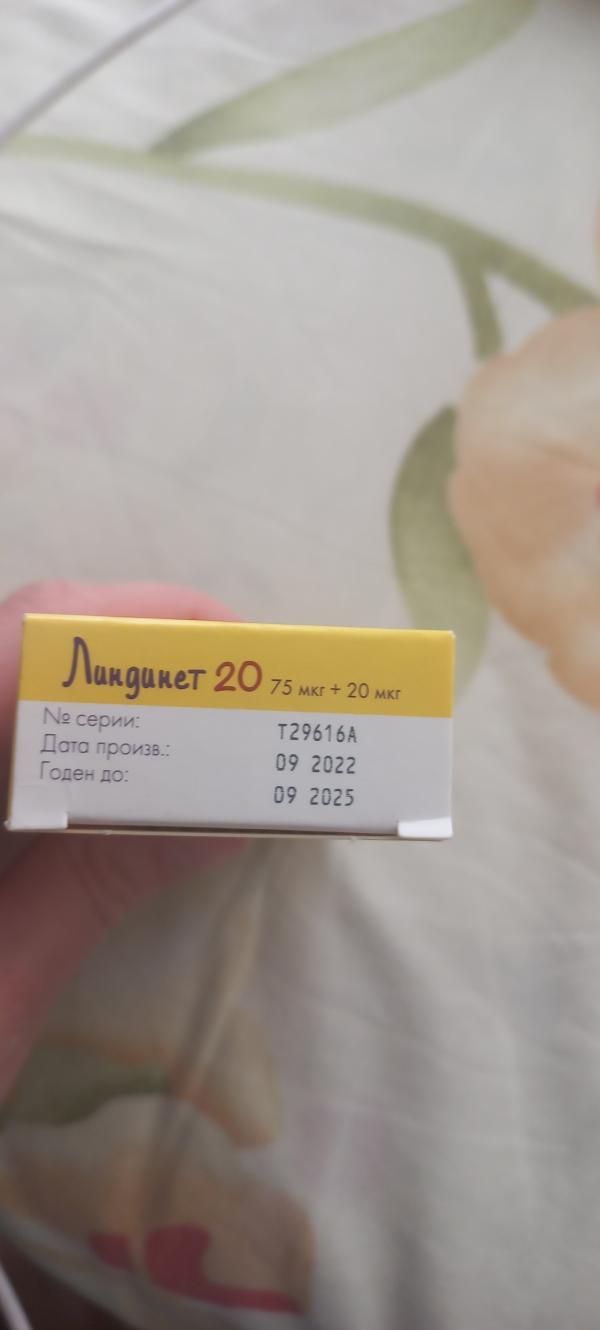 Линдинет 20 75 мкг + 20 мкг
№ серии: T29616A
Дата произв.: 09 2022
Годен до: 09 2025